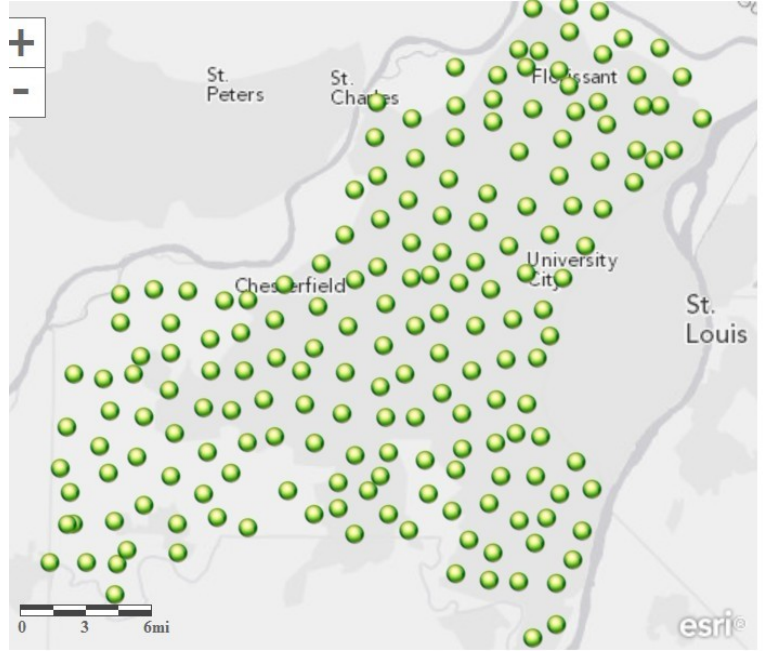 +
-
St.
Peters
St.
Charles
Florissant
Chesterfield
University
City
St.
Louis
0 3 6mi
esri®